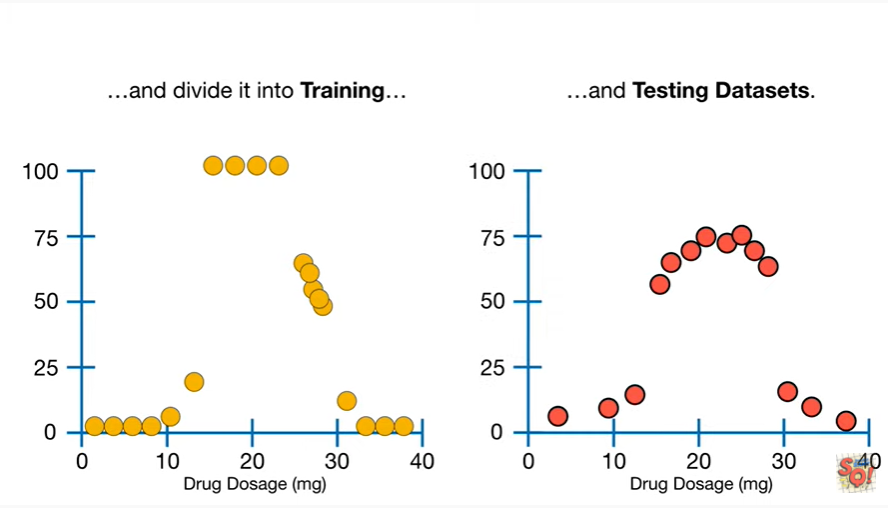 …and divide it into Training…
…and Testing Datasets.
100
75
50
25
0
0 10 20 30 40
Drug Dosage (mg)
100
75
50
25
0
0 10 20 30 40
Drug Dosage (mg)
SQ!